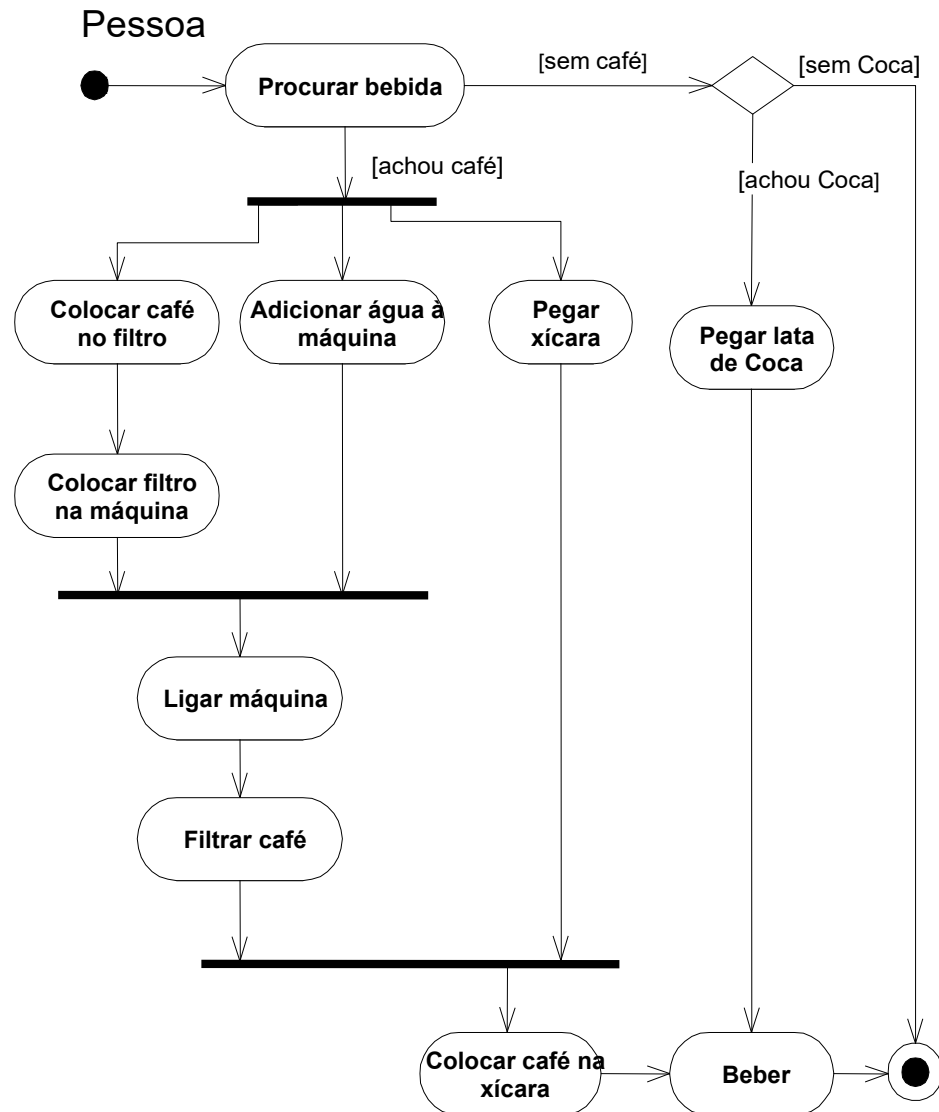 Pessoa
Procurar bebida
[sem café]
[sem Coca]
[achou café]
[achou Coca]
Colocar café
no filtro
Adicionar água à
máquina
Pegar
xícara
Pegar lata
de Coca
Colocar filtro
na máquina
Ligar máquina
Filtrar café
Colocar café na
xícara
Beber